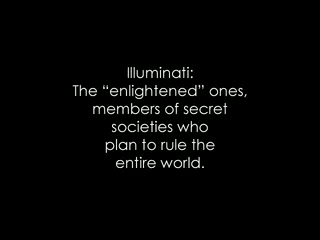 Illuminati:
The “enlightened” ones,
members of secret
societies who
plan to rule the
entire world.